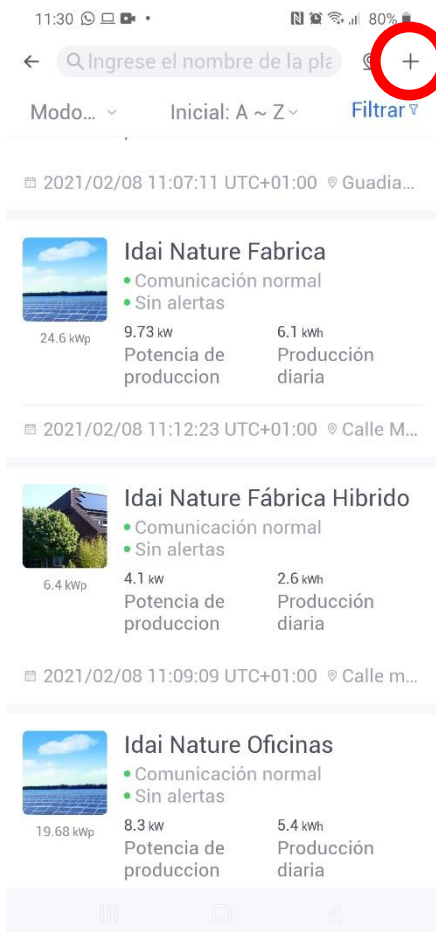 11:30 80%
Ingrese el nombre de la pla
Modo... Inicial: A ~ Z Filtrar
2021/02/08 11:07:11 UTC+01:00 Guadia...
Idai Nature Fabrica
Comunicación normal
Sin alertas
24.6 kWp
9.73 kW 6.1 kWh
Potencia de Producción
produccion diaria
2021/02/08 11:12:23 UTC+01:00 Calle M...
Idai Nature Fábrica Hibrido
Comunicación normal
Sin alertas
6.4 kWp
4.1 kW 2.6 kWh
Potencia de Producción
produccion diaria
2021/02/08 11:09:09 UTC+01:00 Calle m...
Idai Nature Oficinas
Comunicación normal
Sin alertas
19.68 kWp
8.3 kW 5.4 kWh
Potencia de Producción
produccion diaria